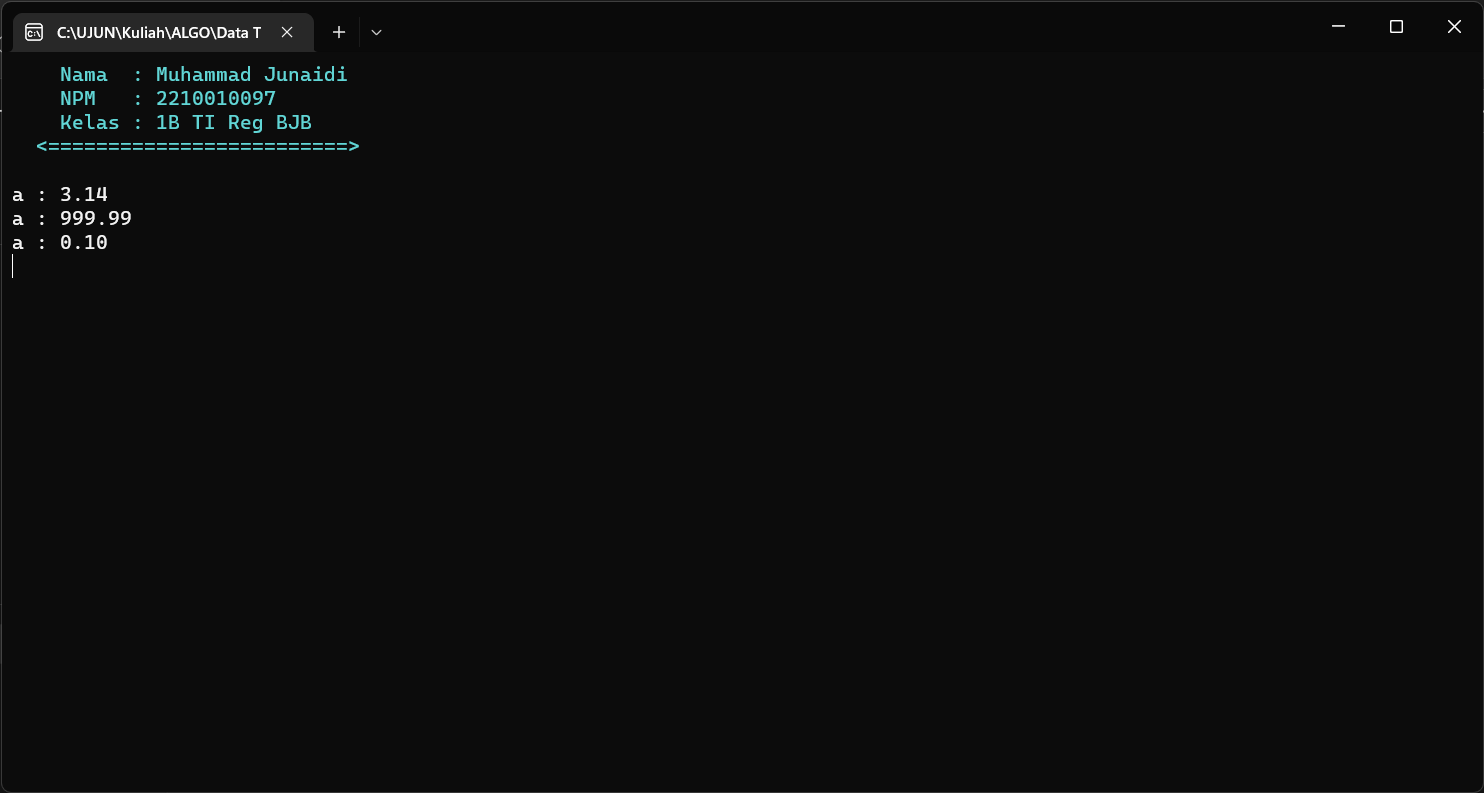 C:\UJUN\Kuliah\ALGO\Data T
Nama  : Muhammad Junaidi
NPM   : 2210010097
Kelas : 1B TI Reg BJB
<=========================>
a : 3.14
a : 999.99
a : 0.10